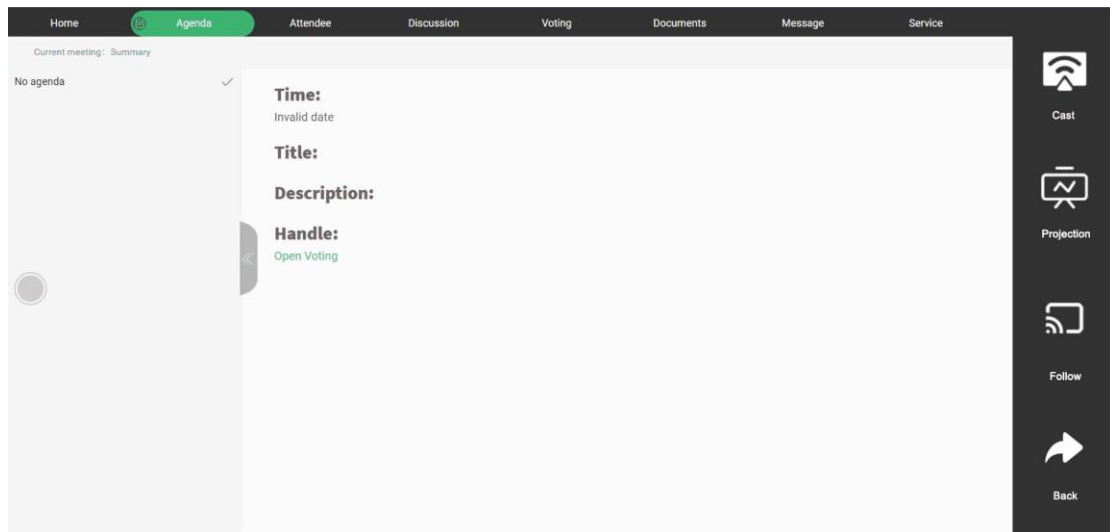 Home Agenda Attendee Discussion Voting Documents Message Service
Current meeting: Summary
No agenda
Time:
Invalid date
Title:
Description:
Handle:
Open Voting
Cast
Projection
Follow
Back